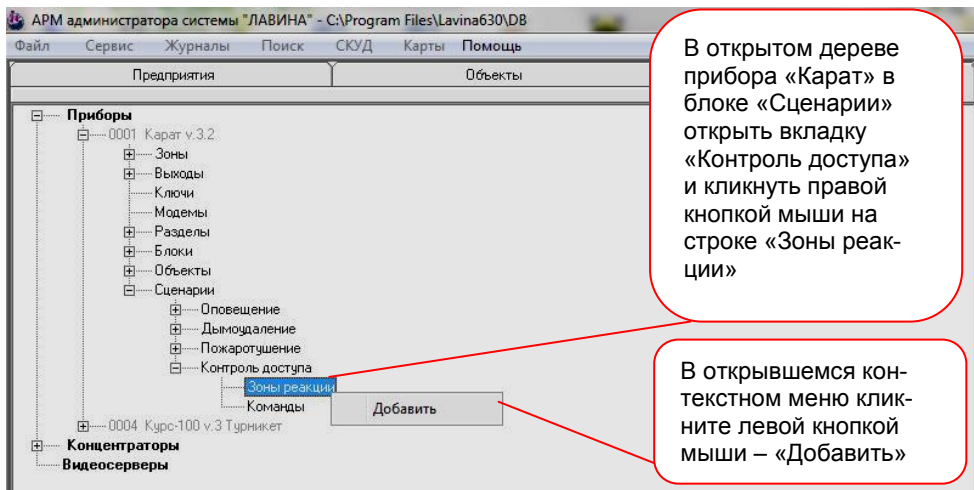 АРМ администратора системы "ЛАВИНА" - C:\Program Files\Lavina630\DB
Файл Сервис Журналы Поиск СКУД Карты Помощь
Предприятия Объекты
Приборы
0001 Карат v.3.2
Зоны
Выходы
Ключи
Модемы
Разделы
Блоки
Объекты
Сценарии
Оповещение
Дымоудаление
Пожаротушение
Контроль доступа
Зоны реакции
Команды
Добавить
0004 Курс-100 v.3 Турникет
Концентраторы
Видеосерверы
В открытом дереве
прибора «Карат» в
блоке «Сценарии»
открыть вкладку
«Контроль доступа»
и кликнуть правой
кнопкой мыши на
строке «Зоны реак-
ции»
В открывшемся кон-
текстном меню клик-
ните левой кнопкой
мыши – «Добавить»